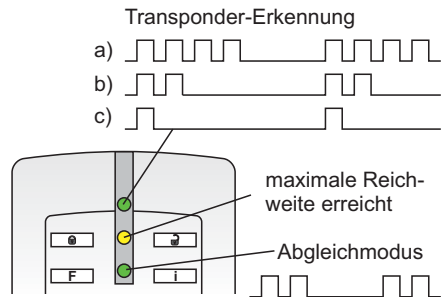 Transponder-Erkennung
a)
b)
c)
maximale Reich-
weite erreicht
Abgleichmodus
F
i